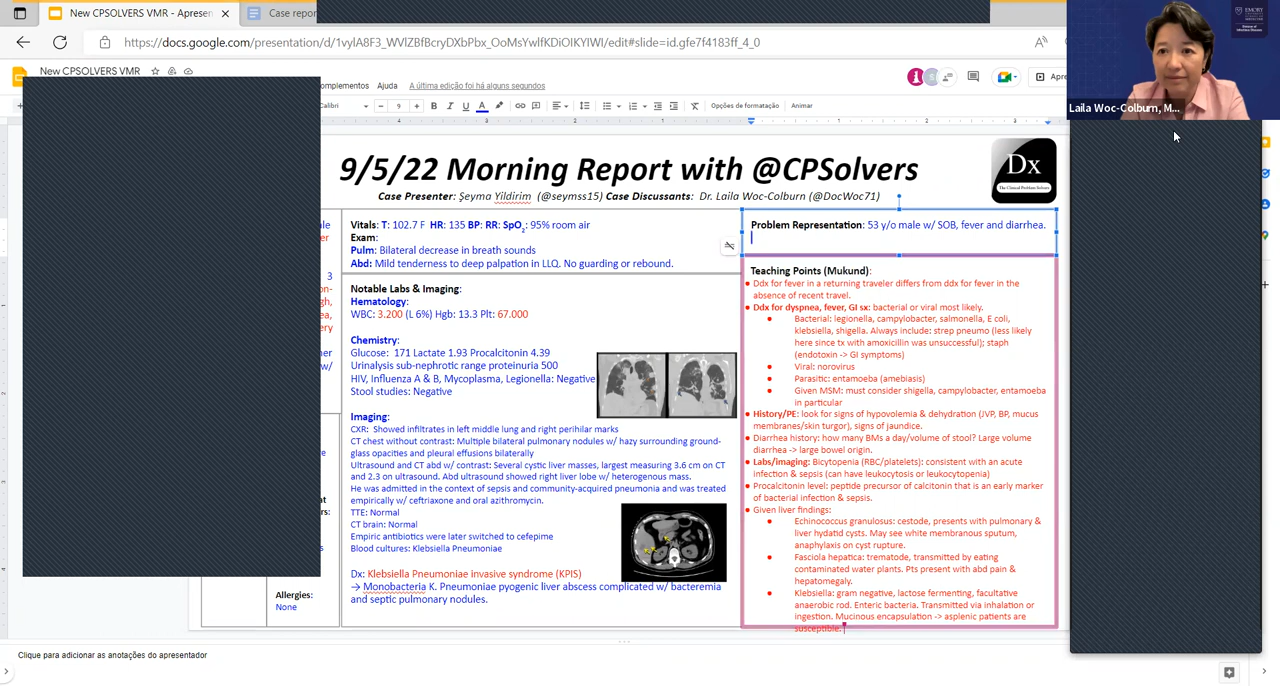 New CPSOLVERS VMR - Apresen
Case repor
https://docs.google.com/presentation/d/1vylA8F3_WVlZBfBcryDXbPbx_OoMsYwlfKDiOIKYIWI/edit#slide=id.gfe7f4183ff_4_0
EMORY
New CPSOLVERS VMR
omplementos Ajuda A última edição foi há alguns segundos
Apre
Calibri 9 Opções de formatação Animar
Laila Woc-Colburn, M...
9/5/22 Morning Report with @CPSolvers
Case Presenter: Şeyma Yildirim (@seymss15) Case Discussants: Dr. Laila Woc-Colburn (@DocWoc71)
Dx
The Clinical Problem Solvers
Vitals: T: 102.7 F HR: 135 BP: RR: SpO2: 95% room air
Exam:
Pulm: Bilateral decrease in breath sounds
Abd: Mild tenderness to deep palpation in LLQ. No guarding or rebound.
Notable Labs & Imaging:
Hematology:
WBC: 3.200 (L 6%) Hgb: 13.3 Plt: 67.000
Chemistry:
Glucose: 171 Lactate 1.93 Procalcitonin 4.39
Urinalysis sub-nephrotic range proteinuria 500
HIV, Influenza A & B, Mycoplasma, Legionella: Negative
Stool studies: Negative
Imaging:
CXR: Showed infiltrates in left middle lung and right perihilar marks
CT chest without contrast: Multiple bilateral pulmonary nodules w/ hazy surrounding ground-
glass opacities and pleural effusions bilaterally
Ultrasound and CT abd w/ contrast: Several cystic liver masses, largest measuring 3.6 cm on CT
and 2.3 on ultrasound. Abd ultrasound showed right liver lobe w/ heterogenous mass.
He was admitted in the context of sepsis and community-acquired pneumonia and was treated
empirically w/ ceftriaxone and oral azithromycin.
TTE: Normal
CT brain: Normal
Empiric antibiotics were later switched to cefepime
Blood cultures: Klebsiella Pneumoniae
Dx: Klebsiella Pneumoniae invasive syndrome (KPIS)
→ Monobacteria K. Pneumoniae pyogenic liver abscess complicated w/ bacteremia
and septic pulmonary nodules.
Allergies:
None
Problem Representation: 53 y/o male w/ SOB, fever and diarrhea.
Teaching Points (Mukund):
● Ddx for fever in a returning traveler differs from ddx for fever in the
absence of recent travel.
● Ddx for dyspnea, fever, GI sx: bacterial or viral most likely.
● Bacterial: legionella, campylobacter, salmonella, E coli,
klebsiella, shigella. Always include: strep pneumo (less likely
here since tx with amoxicillin was unsuccessful); staph
(endotoxin -> GI symptoms)
● Viral: norovirus
● Parasitic: entamoeba (amebiasis)
● Given MSM: must consider shigella, campylobacter, entamoeba
in particular
● History/PE: look for signs of hypovolemia & dehydration (JVP, BP, mucus
membranes/skin turgor), signs of jaundice.
● Diarrhea history: how many BMs a day/volume of stool? Large volume
diarrhea -> large bowel origin.
● Labs/imaging: Bicytopenia (RBC/platelets): consistent with an acute
infection & sepsis (can have leukocytosis or leukocytopenia)
● Procalcitonin level: peptide precursor of calcitonin that is an early marker
of bacterial infection & sepsis.
● Given liver findings:
● Echinococcus granulosus: cestode, presents with pulmonary &
liver hydatid cysts. May see white membranous sputum,
anaphylaxis on cyst rupture.
● Fasciola hepatica: trematode, transmitted by eating
contaminated water plants. Pts present with abd pain &
hepatomegaly.
● Klebsiella: gram negative, lactose fermenting, facultative
anaerobic rod. Enteric bacteria. Transmitted via inhalation or
ingestion. Mucinous encapsulation -> asplenic patients are
susceptible.
Clique para adicionar as anotações do apresentador